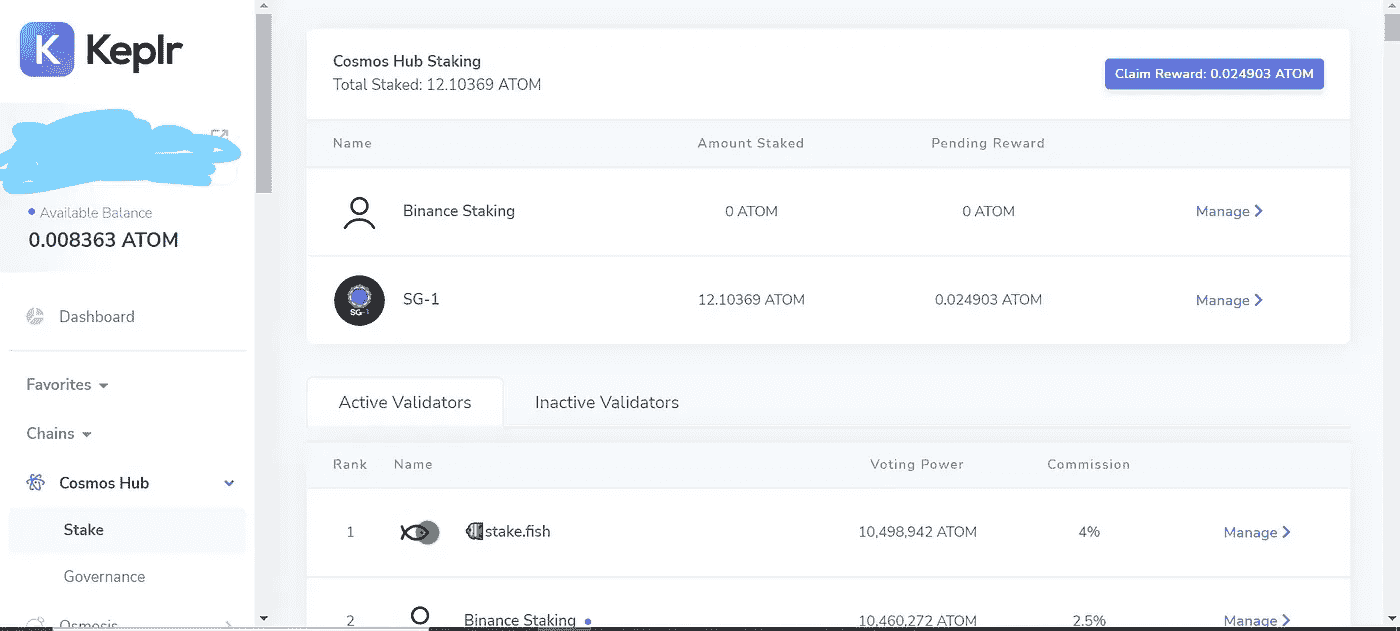 K Keplr
Available Balance
0.008363 ATOM
Dashboard
Favorites
Chains
Cosmos Hub
Stake
Governance
Osmosis
Cosmos Hub Staking
Total Staked: 12.10369 ATOM
Claim Reward: 0.024903 ATOM
Name Amount Staked Pending Reward
Binance Staking 0 ATOM 0 ATOM Manage
SG-1 SG-1 12.10369 ATOM 0.024903 ATOM Manage
Active Validators Inactive Validators
Rank Name Voting Power Commission
1 stake.fish 10,498,942 ATOM 4% Manage
2 Binance Staking 10,460,272 ATOM 2.5% Manage